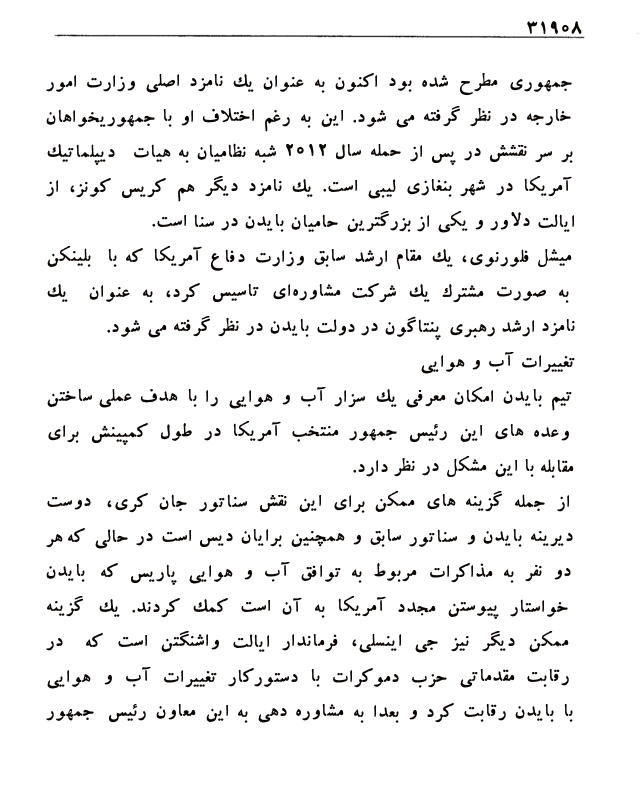 ۳۱۹۰۸
جمهوری مطرح شده بود اکنون به عنوان یك نامزد اصلی وزارت امور
خارجه در نظر گرفته می شود. این به رغم اختلاف او با جمهوریخواهان
بر سر نقشش در پس از حمله سال ۲۰۱۲ شبه نظامیان به هیات دیپلماتیك
آمریکا در شهر بنغازی لیبی است. یك نامزد دیگر هم کریس کونز، از
ایالت دلاور و یکی از بزرگترین حامیان بایدن در سنا است.
میشل فلورنوی، یك مقام ارشد سابق وزارت دفاع آمریکا که با بلینکن
به صورت مشترك یك شرکت مشاوره‌ای تاسیس کرد، به عنوان یك
نامزد ارشد رهبری پنتاگون در دولت بایدن در نظر گرفته می شود.
تغییرات آب و هوایی
تیم بایدن امکان معرفی یك سزار آب و هوایی را با هدف عملی ساختن
وعده های این رئیس جمهور منتخب آمریکا در طول کمپینش برای
مقابله با این مشکل در نظر دارد.
از جمله گزینه های ممکن برای این نقش سناتور جان کری، دوست
دیرینه بایدن و سناتور سابق و همچنین برایان دیس است در حالی که هر
دو نفر به مذاکرات مربوط به توافق آب و هوایی پاریس که بایدن
خواستار پیوستن مجدد آمریکا به آن است کمك کردند. یك گزینه
ممکن دیگر نیز جی اینسلی، فرماندار ایالت واشنگتن است که در
رقابت مقدماتی حزب دموکرات با دستورکار تغییرات آب و هوایی
با بایدن رقابت کرد و بعدا به مشاوره دهی به این معاون رئیس جمهور